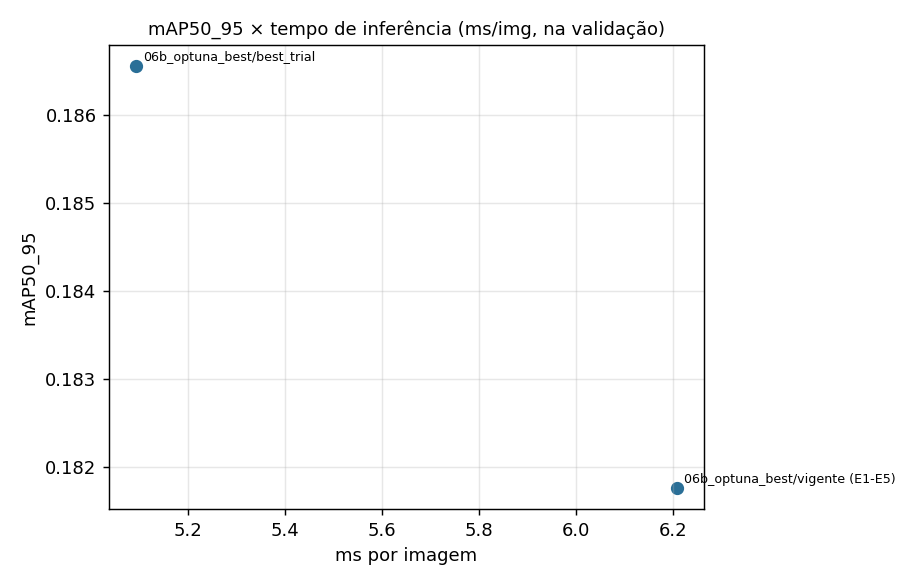 mAP50_95 × tempo de inferência (ms/img, na validação)
06b_optuna_best/best_trial
0.186
0.185
0.184
0.183
0.182
mAP50_95
06b_optuna_best/vigente (E1-E5)
5.2 5.4 5.6 5.8 6.0 6.2
ms por imagem